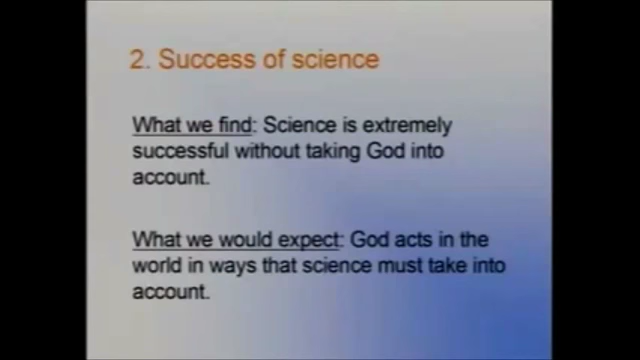 2. Success of science
What we find: Science is extremely
successful without taking God into
account.
What we would expect: God acts in the
world in ways that science must take into
account.